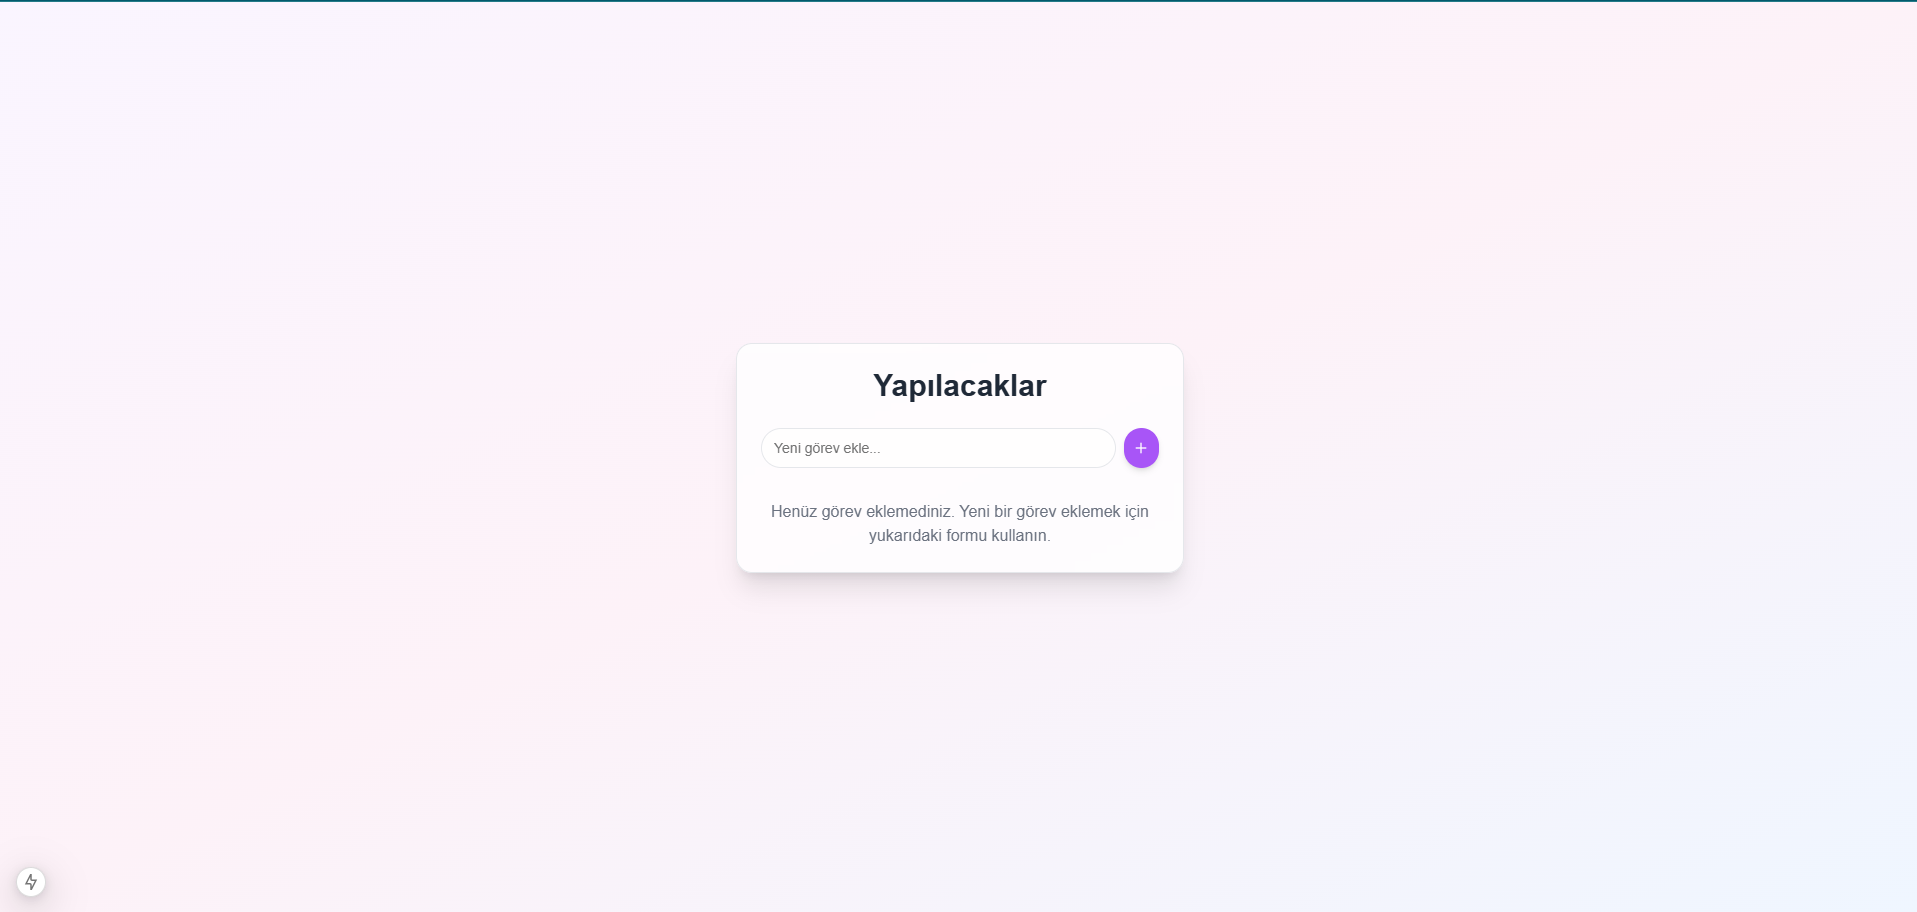 Yapılacaklar
Yeni görev ekle...
Henüz görev eklemediniz. Yeni bir görev eklemek için
yukarıdaki formu kullanın.